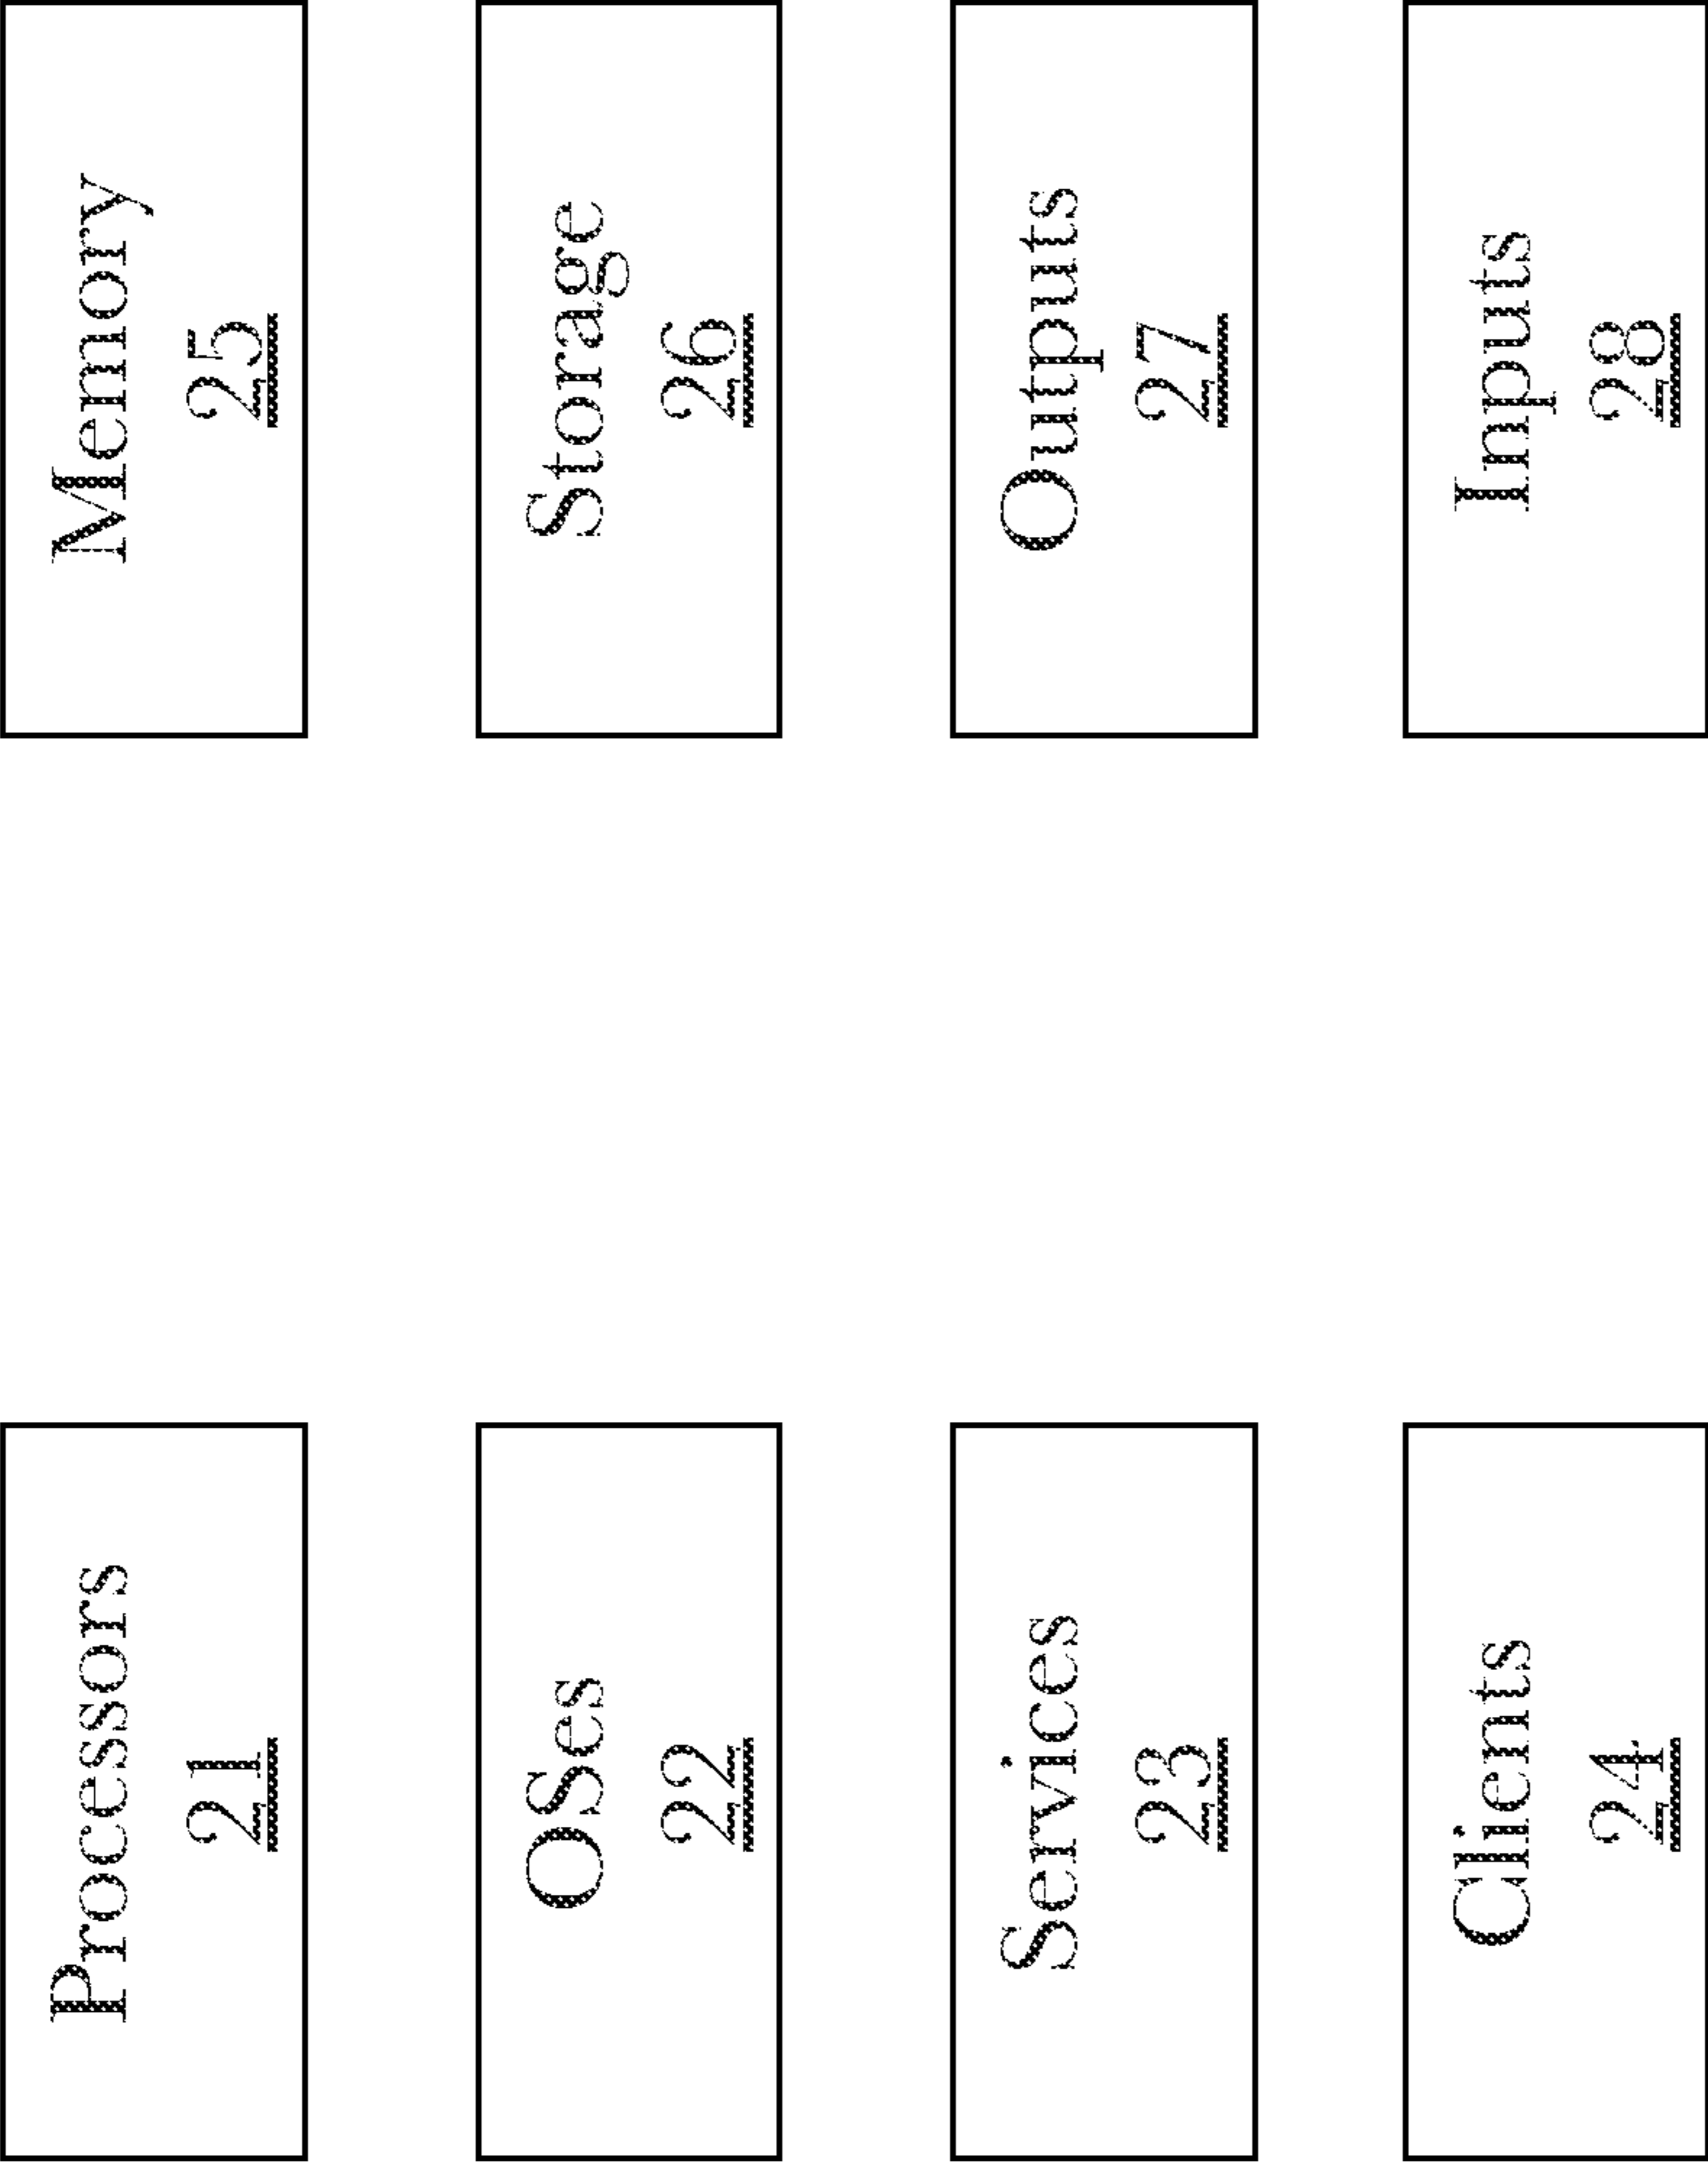 Processors
21
Memory
25
OSes
22
Storage
26
Services
23
Outputs
27
Clients
24
Inputs
28